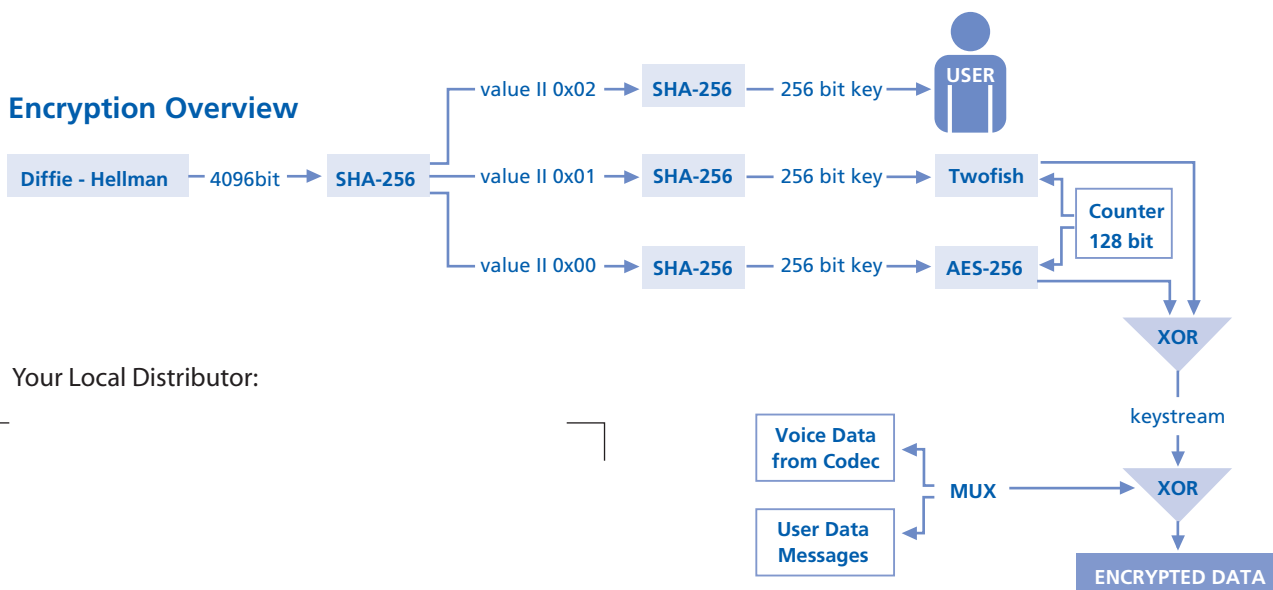 Encryption Overview
Diffie - Hellman
4096bit
SHA-256
value II 0x02
SHA-256
256 bit key
USER
value II 0x01
SHA-256
256 bit key
Twofish
Counter
128 bit
value II 0x00
SHA-256
256 bit key
AES-256
XOR
Your Local Distributor:
keystream
Voice Data
from Codec
MUX
XOR
User Data
Messages
ENCRYPTED DATA